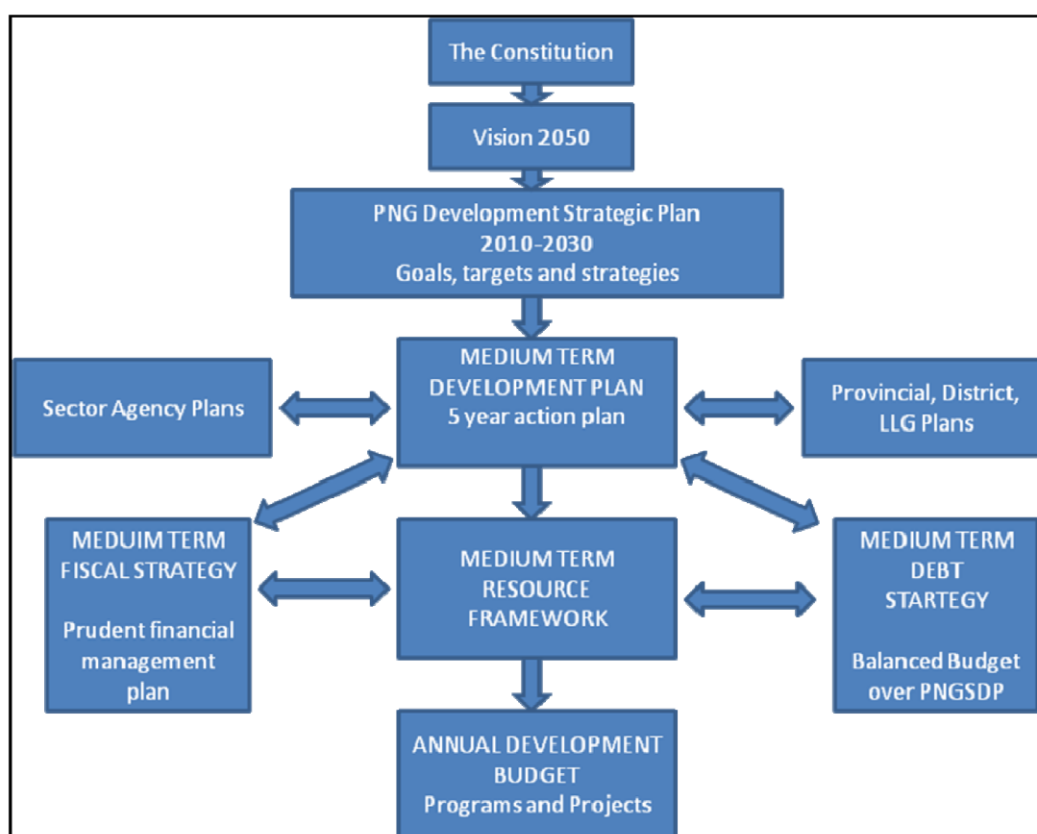 The Constitution
Vision 2050
PNG Development Strategic Plan
2010-2030
Goals, targets and strategies
MEDIUM TERM
DEVELOPMENT PLAN
5 year action plan
Sector Agency Plans
Provincial, District,
LLG Plans
MEDUIM TERM
FISCAL STRATEGY
Prudent financial
management
plan
MEDIUM TERM
RESOURCE
FRAMEWORK
MEDIUM TERM
DEBT
STARTEGY
Balanced Budget
over PNGSDP
ANNUAL DEVELOPMENT
BUDGET
Programs and Projects